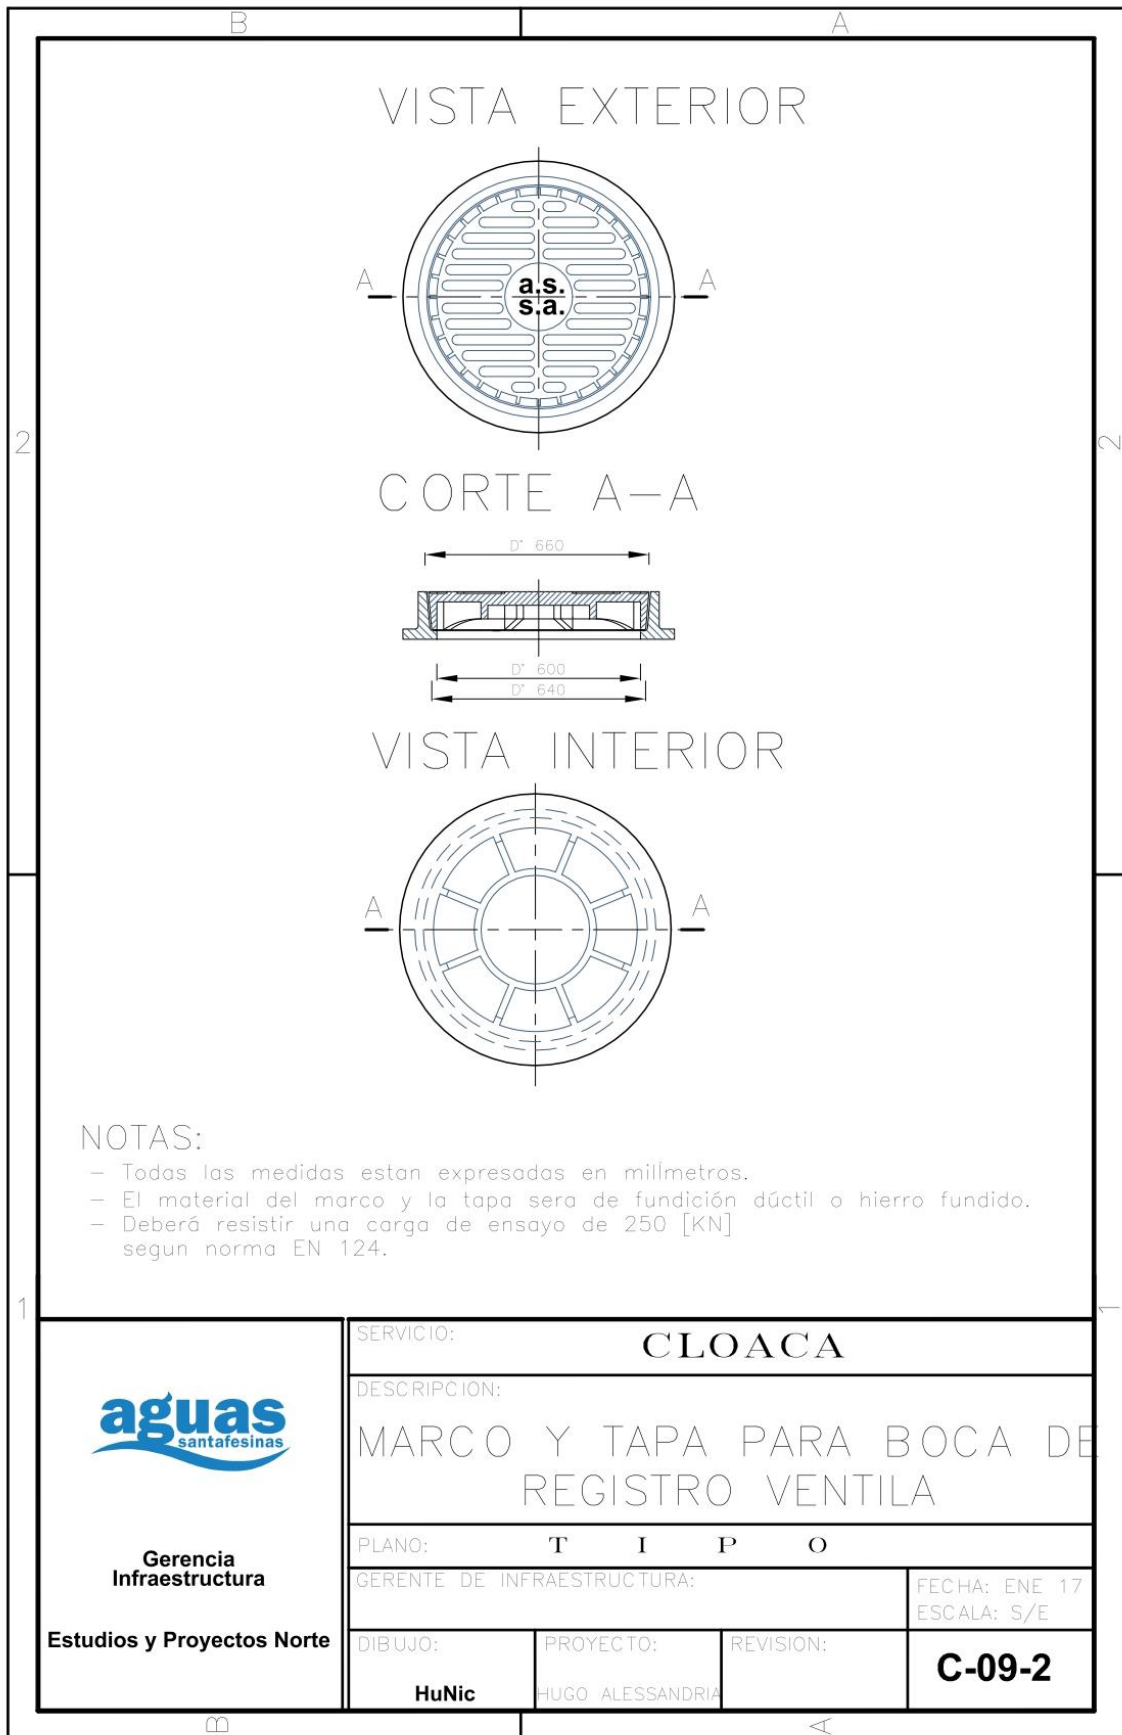 B A
VISTA EXTERIOR
A A
a.s.
s.a.
2 2
CORTE A-A
D° 660
D° 600
D° 640
VISTA INTERIOR
A A
NOTAS:
- Todas las medidas estan expresadas en milímetros.
- El material del marco y la tapa sera de fundición dúctil o hierro fundido.
- Deberá resistir una carga de ensayo de 250 [KN]
segun norma EN 124.
1 1
SERVICIO:
CLOACA
aguas
santafesinas
DESCRIPCION:
MARCO Y TAPA PARA BOCA DE
REGISTRO VENTILA
Gerencia
Infraestructura
PLANO: T I P O
GERENTE DE INFRAESTRUCTURA:
FECHA: ENE 17
ESCALA: S/E
Estudios y Proyectos Norte
DIBUJO:
HuNic
PROYECTO:
HUGO ALESSANDRIA
REVISION:
C-09-2
B A